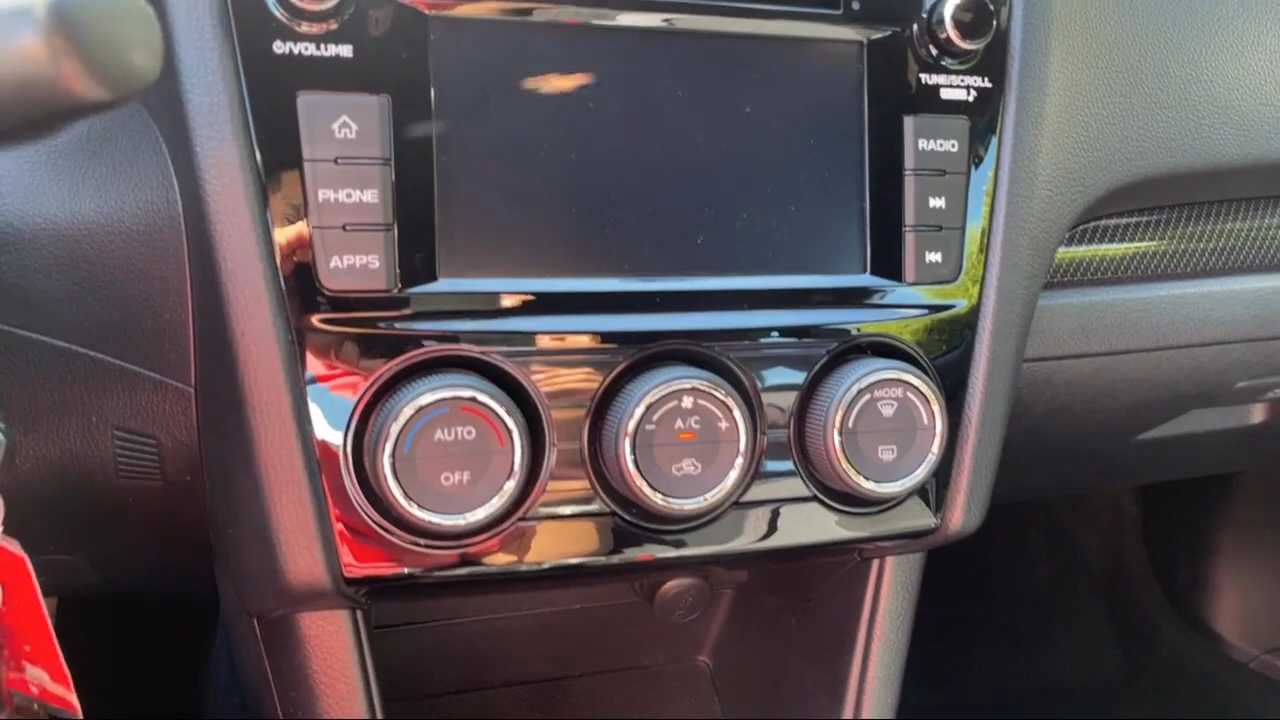 ⏻/VOLUME
TUNE/SCROLL
PHONE
APPS
RADIO
AUTO
OFF
- A/C +
MODE